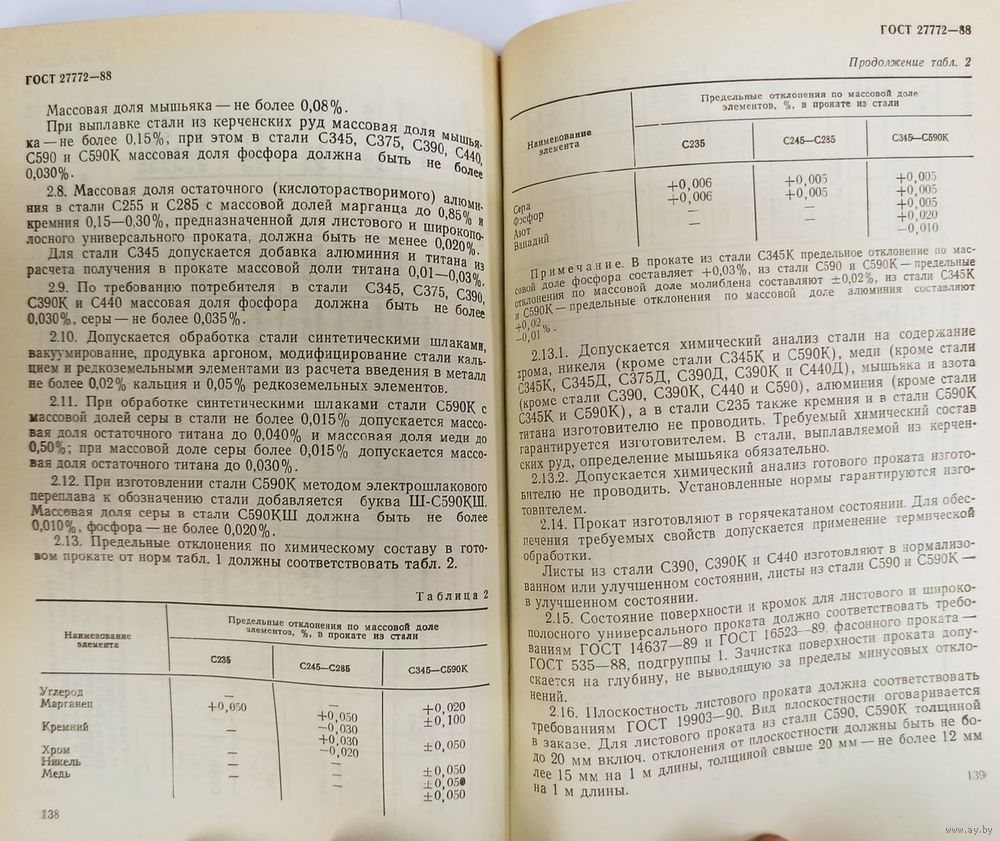 ГОСТ 27772—88
Массовая доля мышьяка — не более 0,08%.
При выплавке стали из керченских руд массовая доля мышья-
ка — не более 0,15%, при этом в стали С345, С375, С390, С440,
С590 и С590К массовая доля фосфора должна быть не более
0,030%.
2.8. Массовая доля остаточного (кислоторастворимого) алюми-
ния в стали С255 и С285 с массовой долей марганца до 0,85% и
кремния 0,15—0,30%, предназначенной для листового и широкопо-
лосного универсального проката, должна быть не менее 0,020%.
Для стали С345 допускается добавка алюминия и титана из
расчета получения в прокате массовой доли титана 0,01—0,03%.
2.9. По требованию потребителя в стали С345, С375, С390,
С390К и С440 массовая доля фосфора должна быть не более
0,030%, серы — не более 0,035%.
2.10. Допускается обработка стали синтетическими шлаками,
вакуумирование, продувка аргоном, модифицирование стали каль-
цием и редкоземельными элементами из расчета введения в металл
не более 0,02% кальция и 0,05% редкоземельных элементов.
2.11. При обработке синтетическими шлаками стали С590К с
массовой долей серы в стали не более 0,015% допускается массо-
вая доля остаточного титана до 0,040% и массовая доля меди до
0,50%; при массовой доле серы более 0,015% допускается массо-
вая доля остаточного титана до 0,030%.
2.12. При изготовлении стали С590К методом электрошлакового
переплава к обозначению стали добавляется буква Ш-С590КШ.
Массовая доля серы в стали С590КШ должна быть не более
0,010%, фосфора — не более 0,020%.
2.13. Предельные отклонения по химическому составу в гото-
вом прокате от норм табл. 1 должны соответствовать табл. 2.
Таблица 2
Наименование
элемента
Предельные отклонения по массовой доле
элементов, %, в прокате из стали
С235 С245—С285 С345—С590К
Углерод — — +0,020
Марганец +0,050 +0,050 ±0,100
−0,030
Кремний — +0,030 ±0,050
−0,020
Хром — — ±0,050
Никель — — ±0,050
Медь — — ±0,050
138
ГОСТ 27772—88
Продолжение табл. 2
Наименование
элемента
Предельные отклонения по массовой доле
элементов, %, в прокате из стали
С235 С245—С285 С345—С590К
Сера +0,006 +0,005 +0,005
Фосфор +0,006 +0,005 +0,005
Азот — — +0,005
Ванадий — — +0,020
−0,010
Примечание. В прокате из стали С345К предельное отклонение по мас-
совой доле фосфора составляет +0,03%, из стали С590 и С590К — предельные
отклонения по массовой доле молибдена составляют ±0,02%, из стали С345К
и С590К — предельные отклонения по массовой доле алюминия составляют
+0,02
−0,01 %.
2.13.1. Допускается химический анализ стали на содержание
хрома, никеля (кроме стали С345К и С590К), меди (кроме стали
С345К, С345Д, С375Д, С390Д, С390К и С440Д), мышьяка и азота
(кроме стали С390, С390К, С440 и С590), алюминия (кроме стали
С345К и С590К), а в стали С235 также кремния и в стали С590К
титана изготовителю не проводить. Требуемый химический состав
гарантируется изготовителем. В стали, выплавляемой из керчен-
ских руд, определение мышьяка обязательно.
2.13.2. Допускается химический анализ готового проката изгото-
вителю не проводить. Установленные нормы гарантируются изго-
товителем.
2.14. Прокат изготовляют в горячекатаном состоянии. Для обес-
печения требуемых свойств допускается применение термической
обработки.
Листы из стали С390, С390К и С440 изготовляют в нормализо-
ванном или улучшенном состоянии, листы из стали С590 и С590К —
в улучшенном состоянии.
2.15. Состояние поверхности и кромок для листового и широко-
полосного универсального проката должно соответствовать требо-
ваниям ГОСТ 14637—89 и ГОСТ 16523—89, фасонного проката —
ГОСТ 535—88, подгруппы 1. Зачистка поверхности проката допу-
скается на глубину, не выводящую за пределы минусовых откло-
нений.
2.16. Плоскостность листового проката должна соответствовать
требованиям ГОСТ 19903—90. Вид плоскостности оговаривается
в заказе. Для листового проката из стали С590, С590К толщиной
до 20 мм включ. отклонения от плоскостности должны быть не бо-
лее 15 мм на 1 м длины, толщиной свыше 20 мм — не более 12 мм
на 1 м длины.
139
www.ay.by